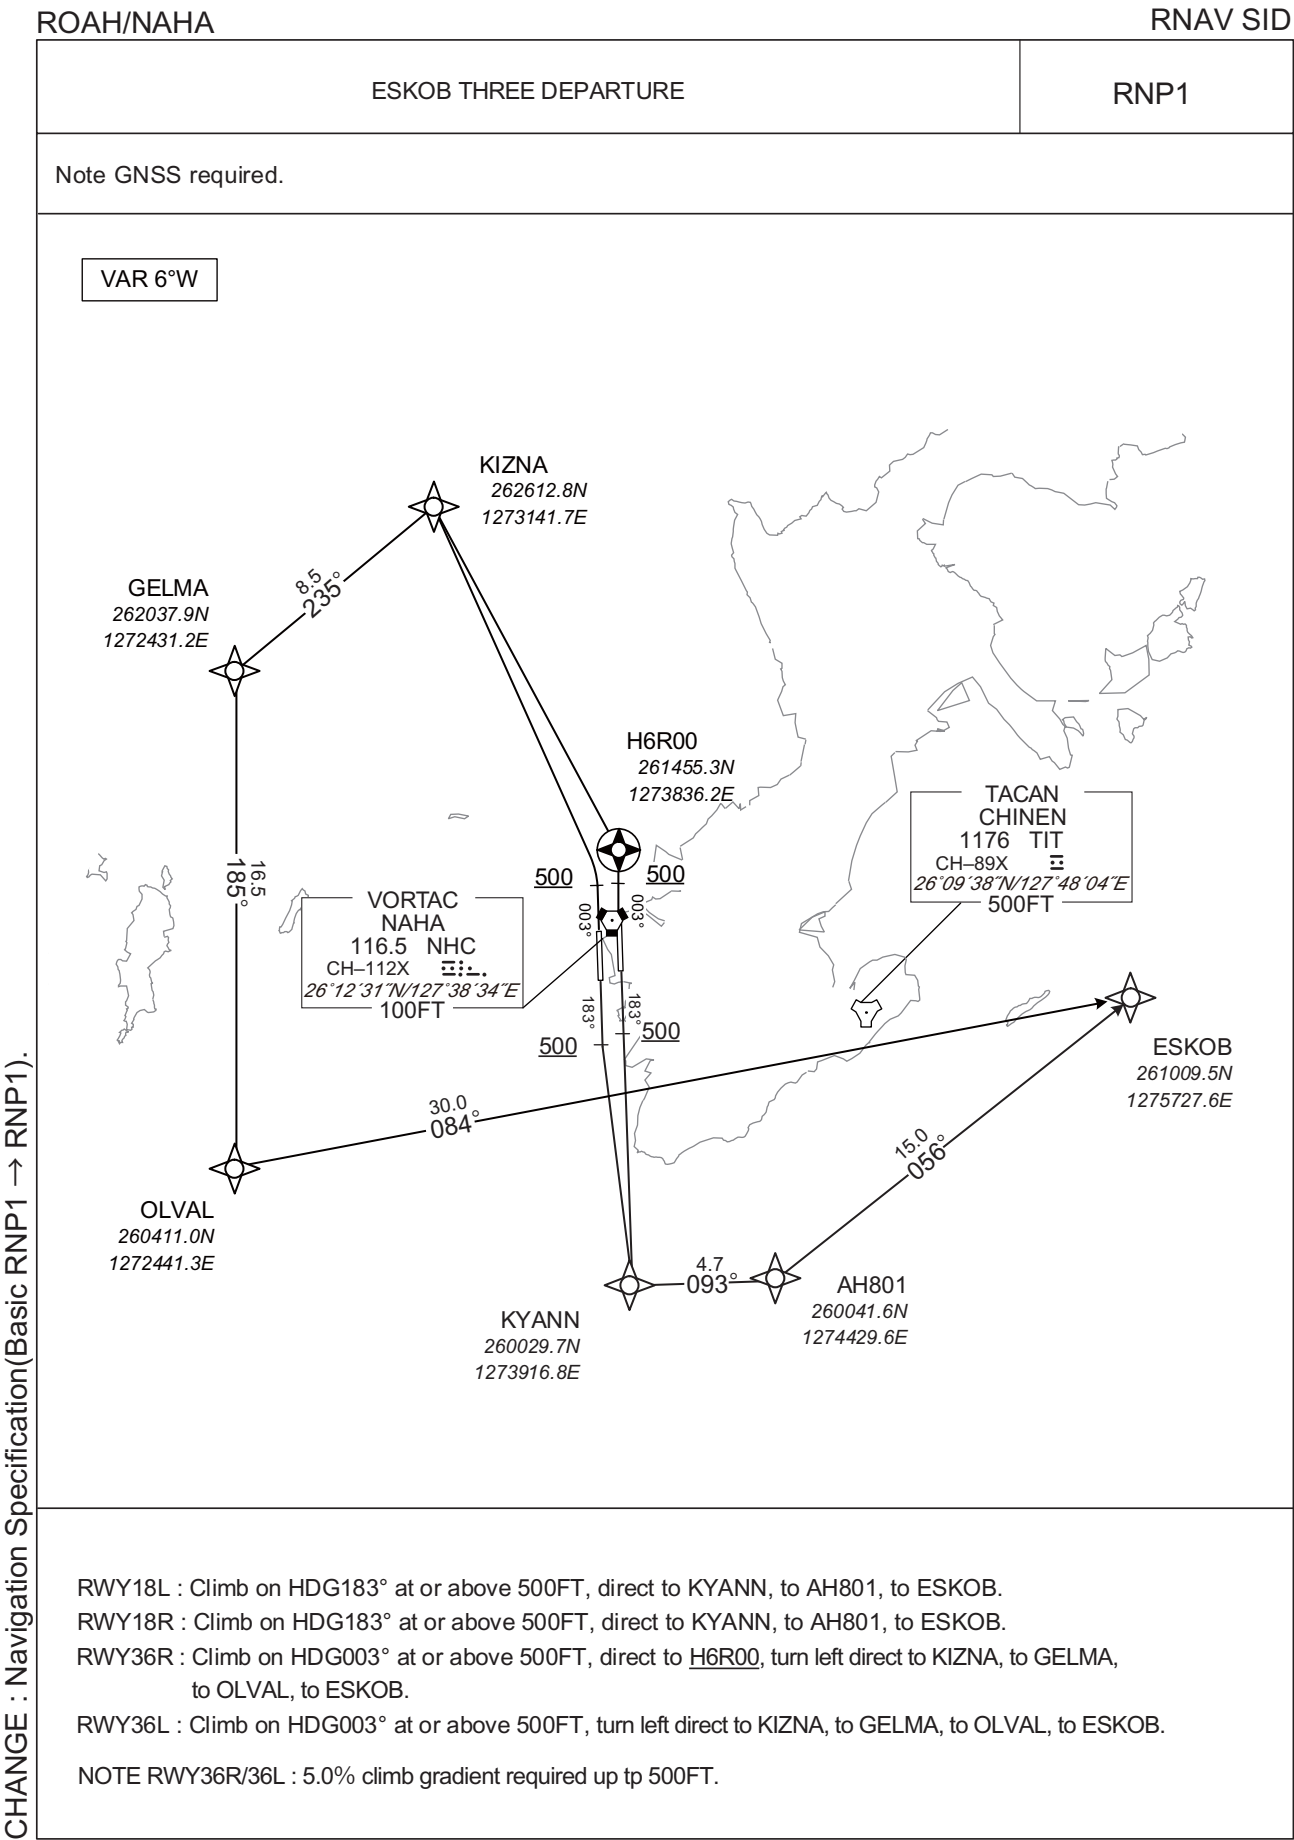 ROAH/NAHA
RNAV SID
ESKOB THREE DEPARTURE
RNP1
Note GNSS required.
VAR 6°W
KIZNA
262612.8N
1273141.7E
8.5
235°
GELMA
262037.9N
1272431.2E
H6R00
261455.3N
1273836.2E
TACAN
CHINEN
1176 TIT
CH–89X
26°09′38″N/127°48′04″E
500FT
16.5
185°
500
500
003°
003°
VORTAC
NAHA
116.5 NHC
CH–112X
26°12′31″N/127°38′34″E
100FT
183°
183°
500
500
ESKOB
261009.5N
1275727.6E
30.0
084°
15.0
056°
OLVAL
260411.0N
1272441.3E
4.7
093°
AH801
260041.6N
1274429.6E
KYANN
260029.7N
1273916.8E
RWY18L : Climb on HDG183° at or above 500FT, direct to KYANN, to AH801, to ESKOB.
RWY18R : Climb on HDG183° at or above 500FT, direct to KYANN, to AH801, to ESKOB.
RWY36R : Climb on HDG003° at or above 500FT, direct to H6R00, turn left direct to KIZNA, to GELMA,
to OLVAL, to ESKOB.
RWY36L : Climb on HDG003° at or above 500FT, turn left direct to KIZNA, to GELMA, to OLVAL, to ESKOB.
NOTE RWY36R/36L : 5.0% climb gradient required up tp 500FT.
CHANGE : Navigation Specification(Basic RNP1 → RNP1).